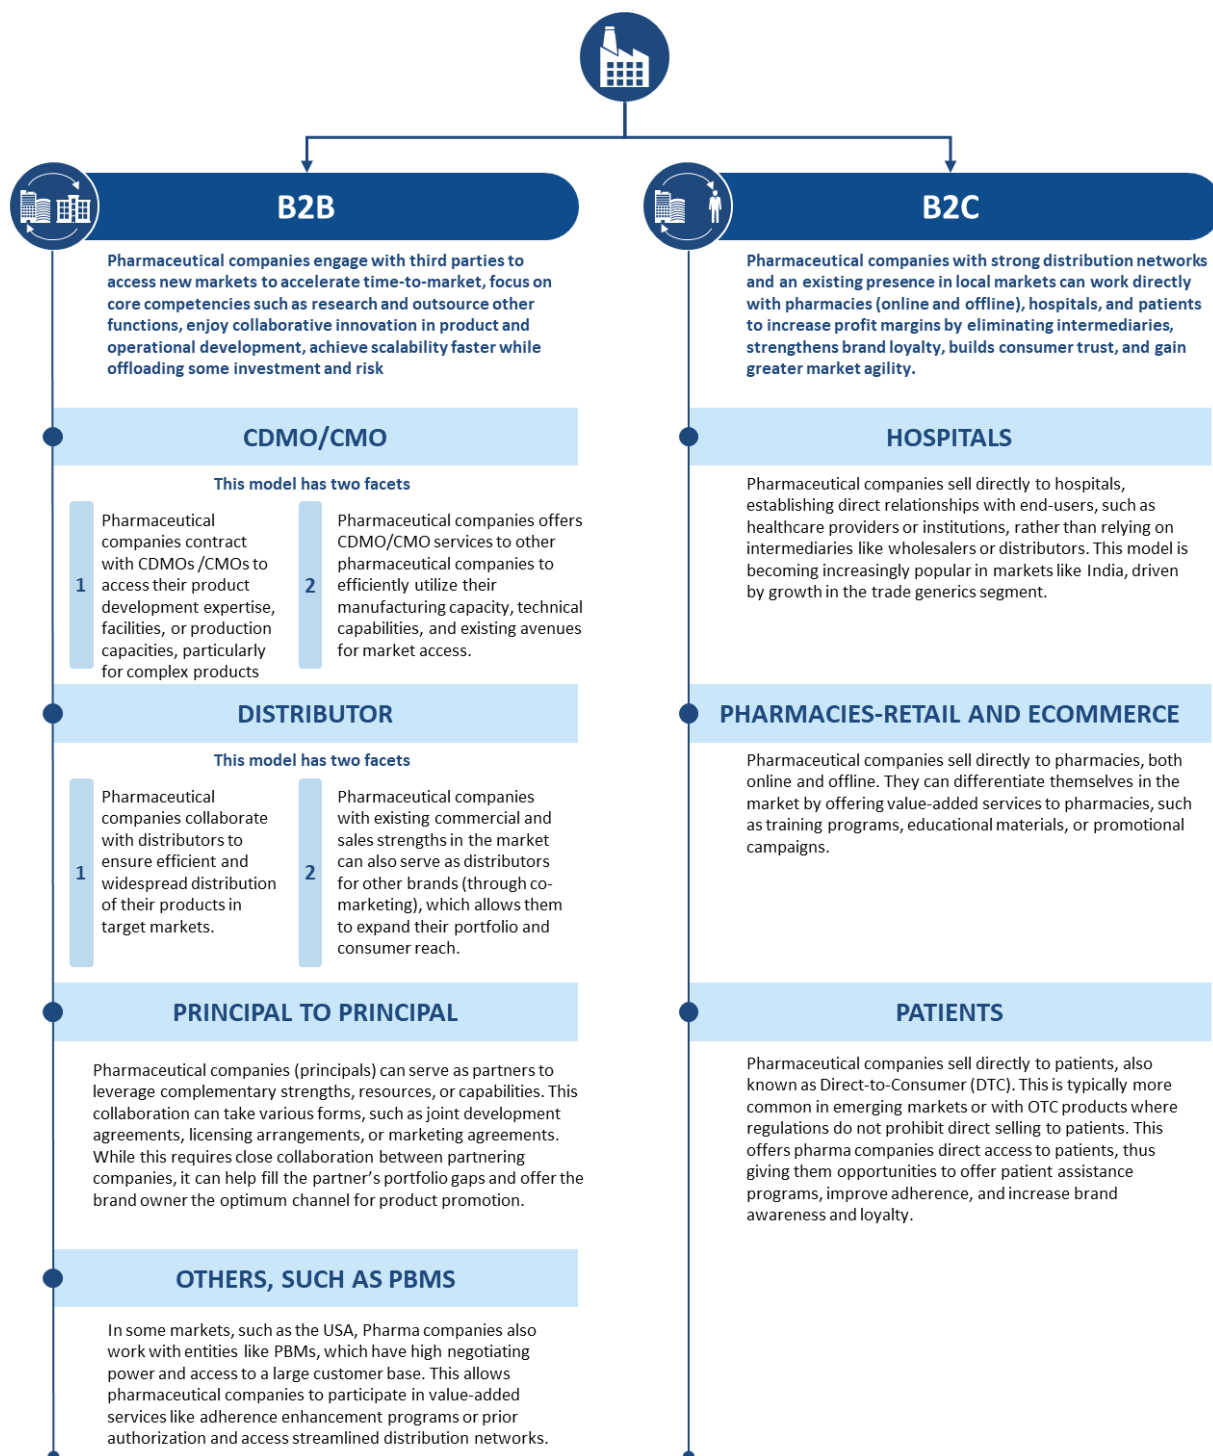 B2B
Pharmaceutical companies engage with third parties to
access new markets to accelerate time-to-market, focus on
core competencies such as research and outsource other
functions, enjoy collaborative innovation in product and
operational development, achieve scalability faster while
offloading some investment and risk
CDMO/CMO
This model has two facets
1
Pharmaceutical
companies contract
with CDMOs /CMOs to
access their product
development expertise,
facilities, or production
capacities, particularly
for complex products
2
Pharmaceutical companies offers
CDMO/CMO services to other
pharmaceutical companies to
efficiently utilize their
manufacturing capacity, technical
capabilities, and existing avenues
for market access.
DISTRIBUTOR
This model has two facets
1
Pharmaceutical
companies collaborate
with distributors to
ensure efficient and
widespread distribution
of their products in
target markets.
2
Pharmaceutical companies
with existing commercial and
sales strengths in the market
can also serve as distributors
for other brands (through co-
marketing), which allows them
to expand their portfolio and
consumer reach.
PRINCIPAL TO PRINCIPAL
Pharmaceutical companies (principals) can serve as partners to
leverage complementary strengths, resources, or capabilities. This
collaboration can take various forms, such as joint development
agreements, licensing arrangements, or marketing agreements.
While this requires close collaboration between partnering
companies, it can help fill the partner's portfolio gaps and offer the
brand owner the optimum channel for product promotion.
OTHERS, SUCH AS PBMS
In some markets, such as the USA, Pharma companies also
work with entities like PBMs, which have high negotiating
power and access to a large customer base. This allows
pharmaceutical companies to participate in value-added
services like adherence enhancement programs or prior
authorization and access streamlined distribution networks.
B2C
Pharmaceutical companies with strong distribution networks
and an existing presence in local markets can work directly
with pharmacies (online and offline), hospitals, and patients
to increase profit margins by eliminating intermediaries,
strengthens brand loyalty, builds consumer trust, and gain
greater market agility.
HOSPITALS
Pharmaceutical companies sell directly to hospitals,
establishing direct relationships with end-users, such as
healthcare providers or institutions, rather than relying on
intermediaries like wholesalers or distributors. This model is
becoming increasingly popular in markets like India, driven
by growth in the trade generics segment.
PHARMACIES-RETAIL AND ECOMMERCE
Pharmaceutical companies sell directly to pharmacies, both
online and offline. They can differentiate themselves in the
market by offering value-added services to pharmacies, such
as training programs, educational materials, or promotional
campaigns.
PATIENTS
Pharmaceutical companies sell directly to patients, also
known as Direct-to-Consumer (DTC). This is typically more
common in emerging markets or with OTC products where
regulations do not prohibit direct selling to patients. This
offers pharma companies direct access to patients, thus
giving them opportunities to offer patient assistance
programs, improve adherence, and increase brand
awareness and loyalty.